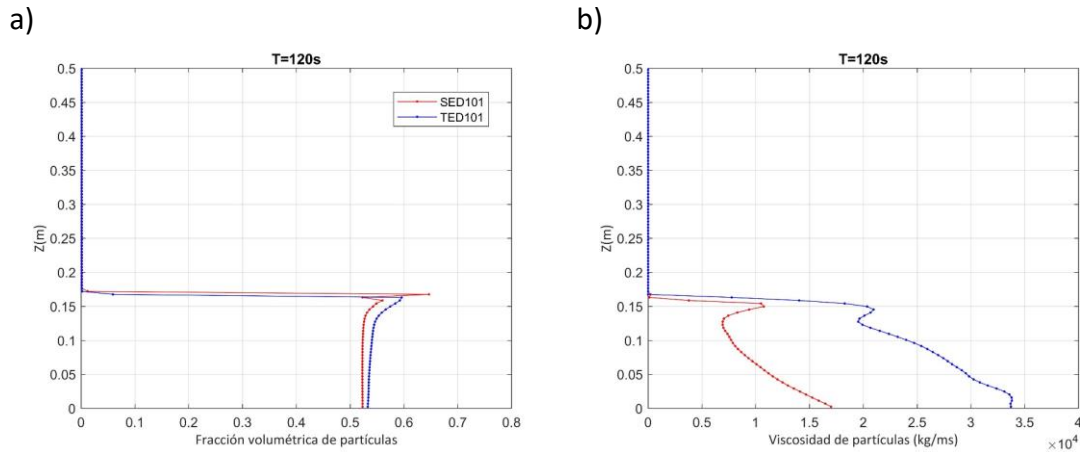 a)
T=120s
0.5
0.45
0.4
0.35
0.3
0.25
0.2
0.15
0.1
0.05
0
Z(m)
SED101
TED101
0 0.1 0.2 0.3 0.4 0.5 0.6 0.7 0.8
Fracción volumétrica de partículas
b)
T=120s
0.5
0.45
0.4
0.35
0.3
0.25
0.2
0.15
0.1
0.05
0
Z(m)
0 0.5 1 1.5 2 2.5 3 3.5 4
Viscosidad de partículas (kg/ms)
×10⁴